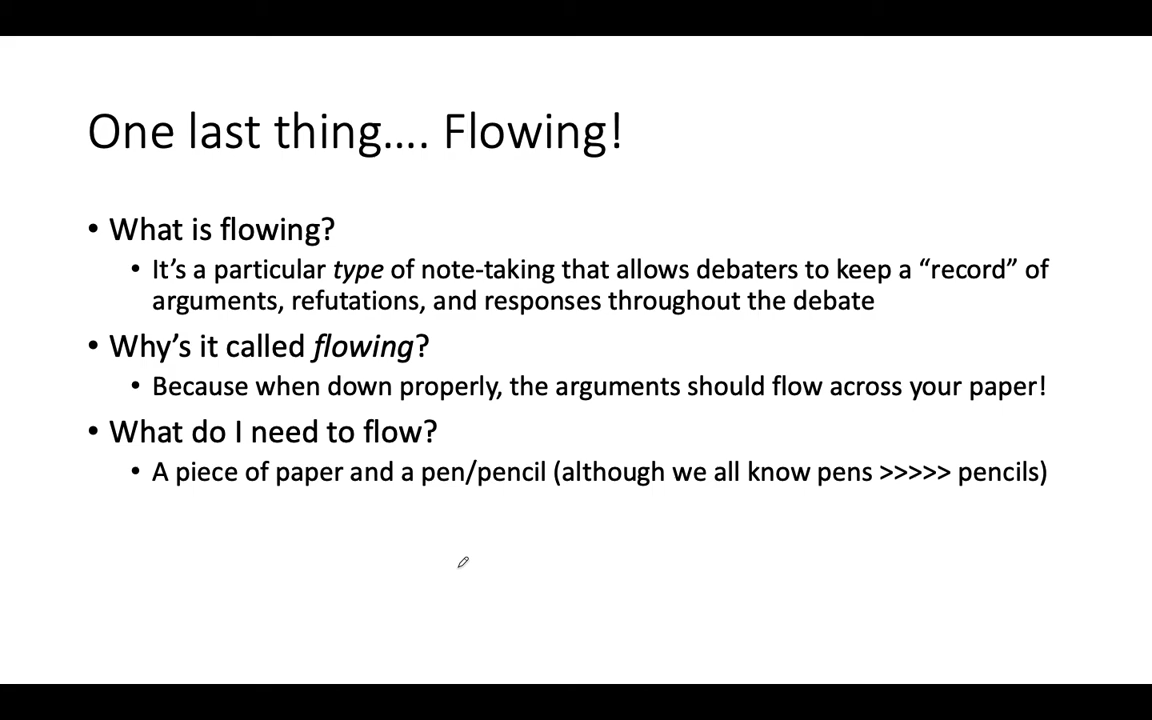 One last thing.... Flowing!
• What is flowing?
• It’s a particular type of note-taking that allows debaters to keep a “record” of
arguments, refutations, and responses throughout the debate
• Why’s it called flowing?
• Because when down properly, the arguments should flow across your paper!
• What do I need to flow?
• A piece of paper and a pen/pencil (although we all know pens >>>>> pencils)